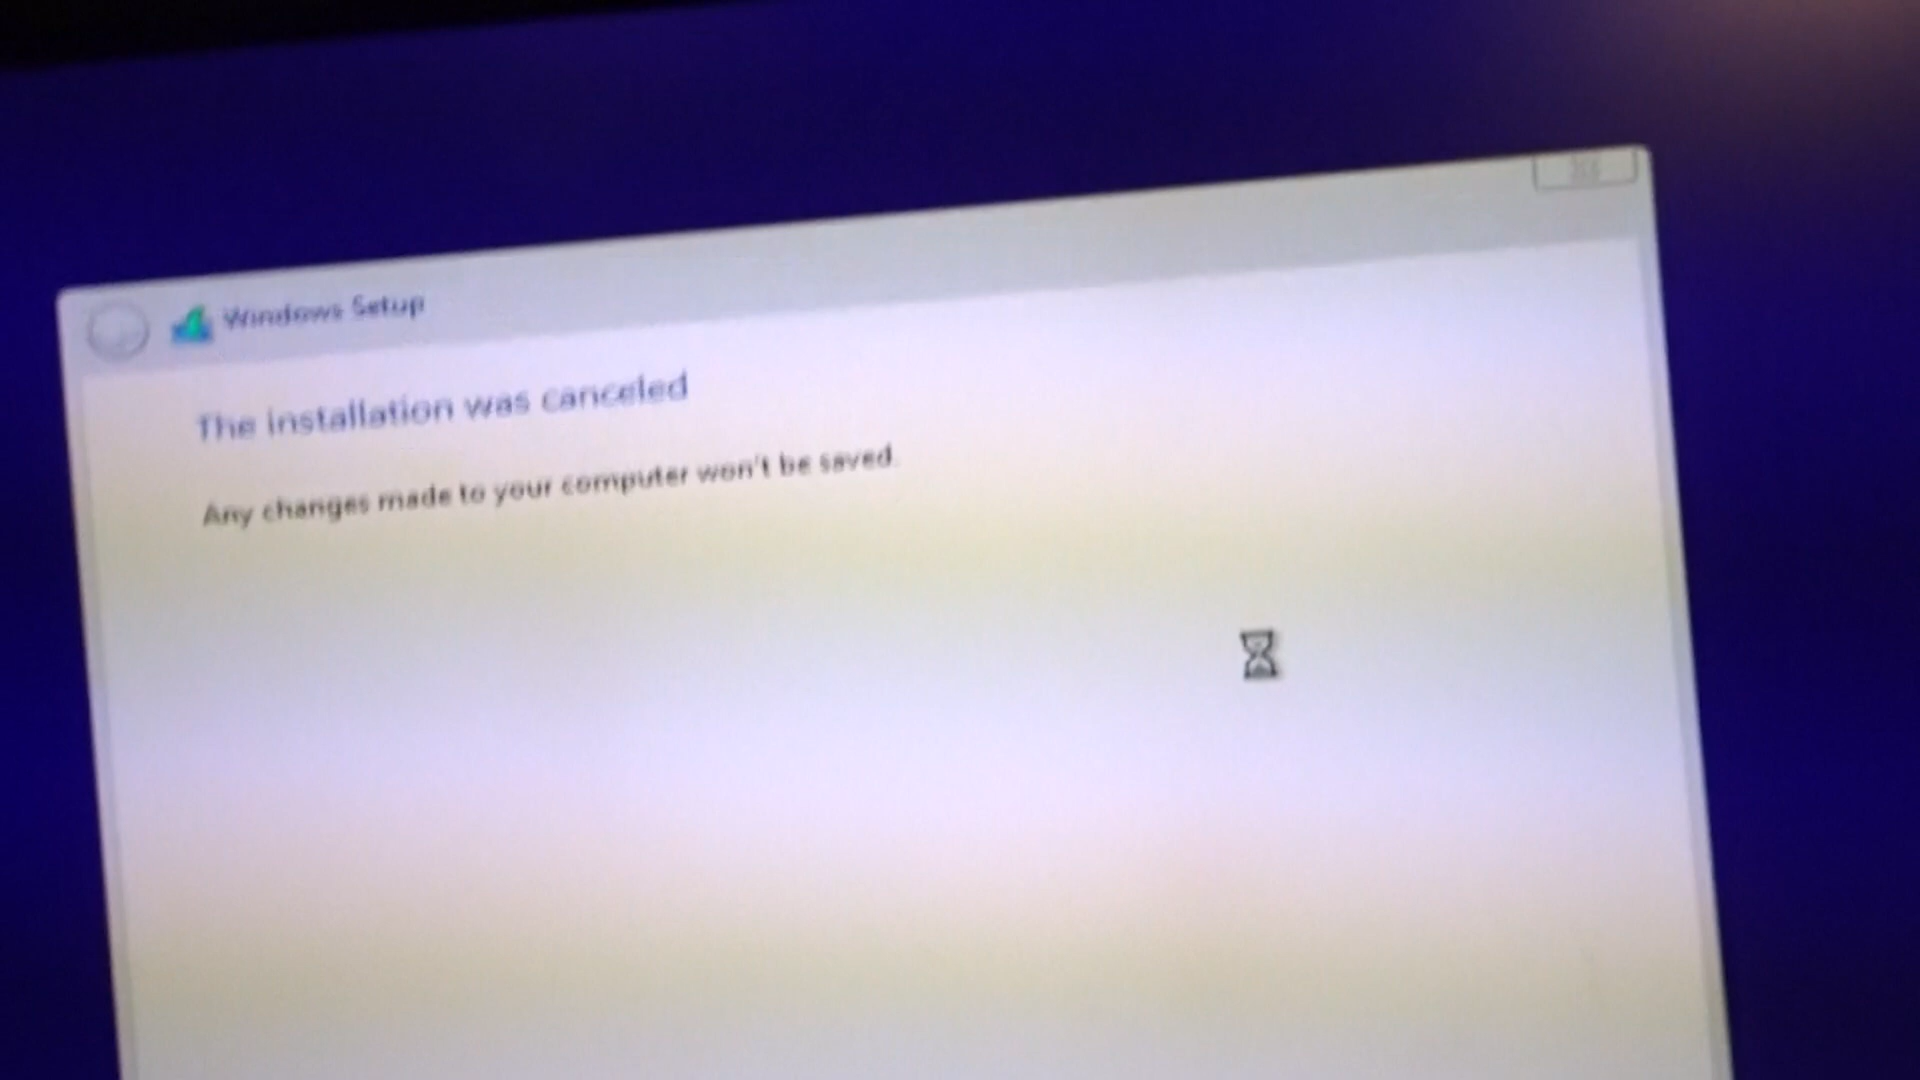 Windows Setup
The installation was canceled
Any changes made to your computer won't be saved.